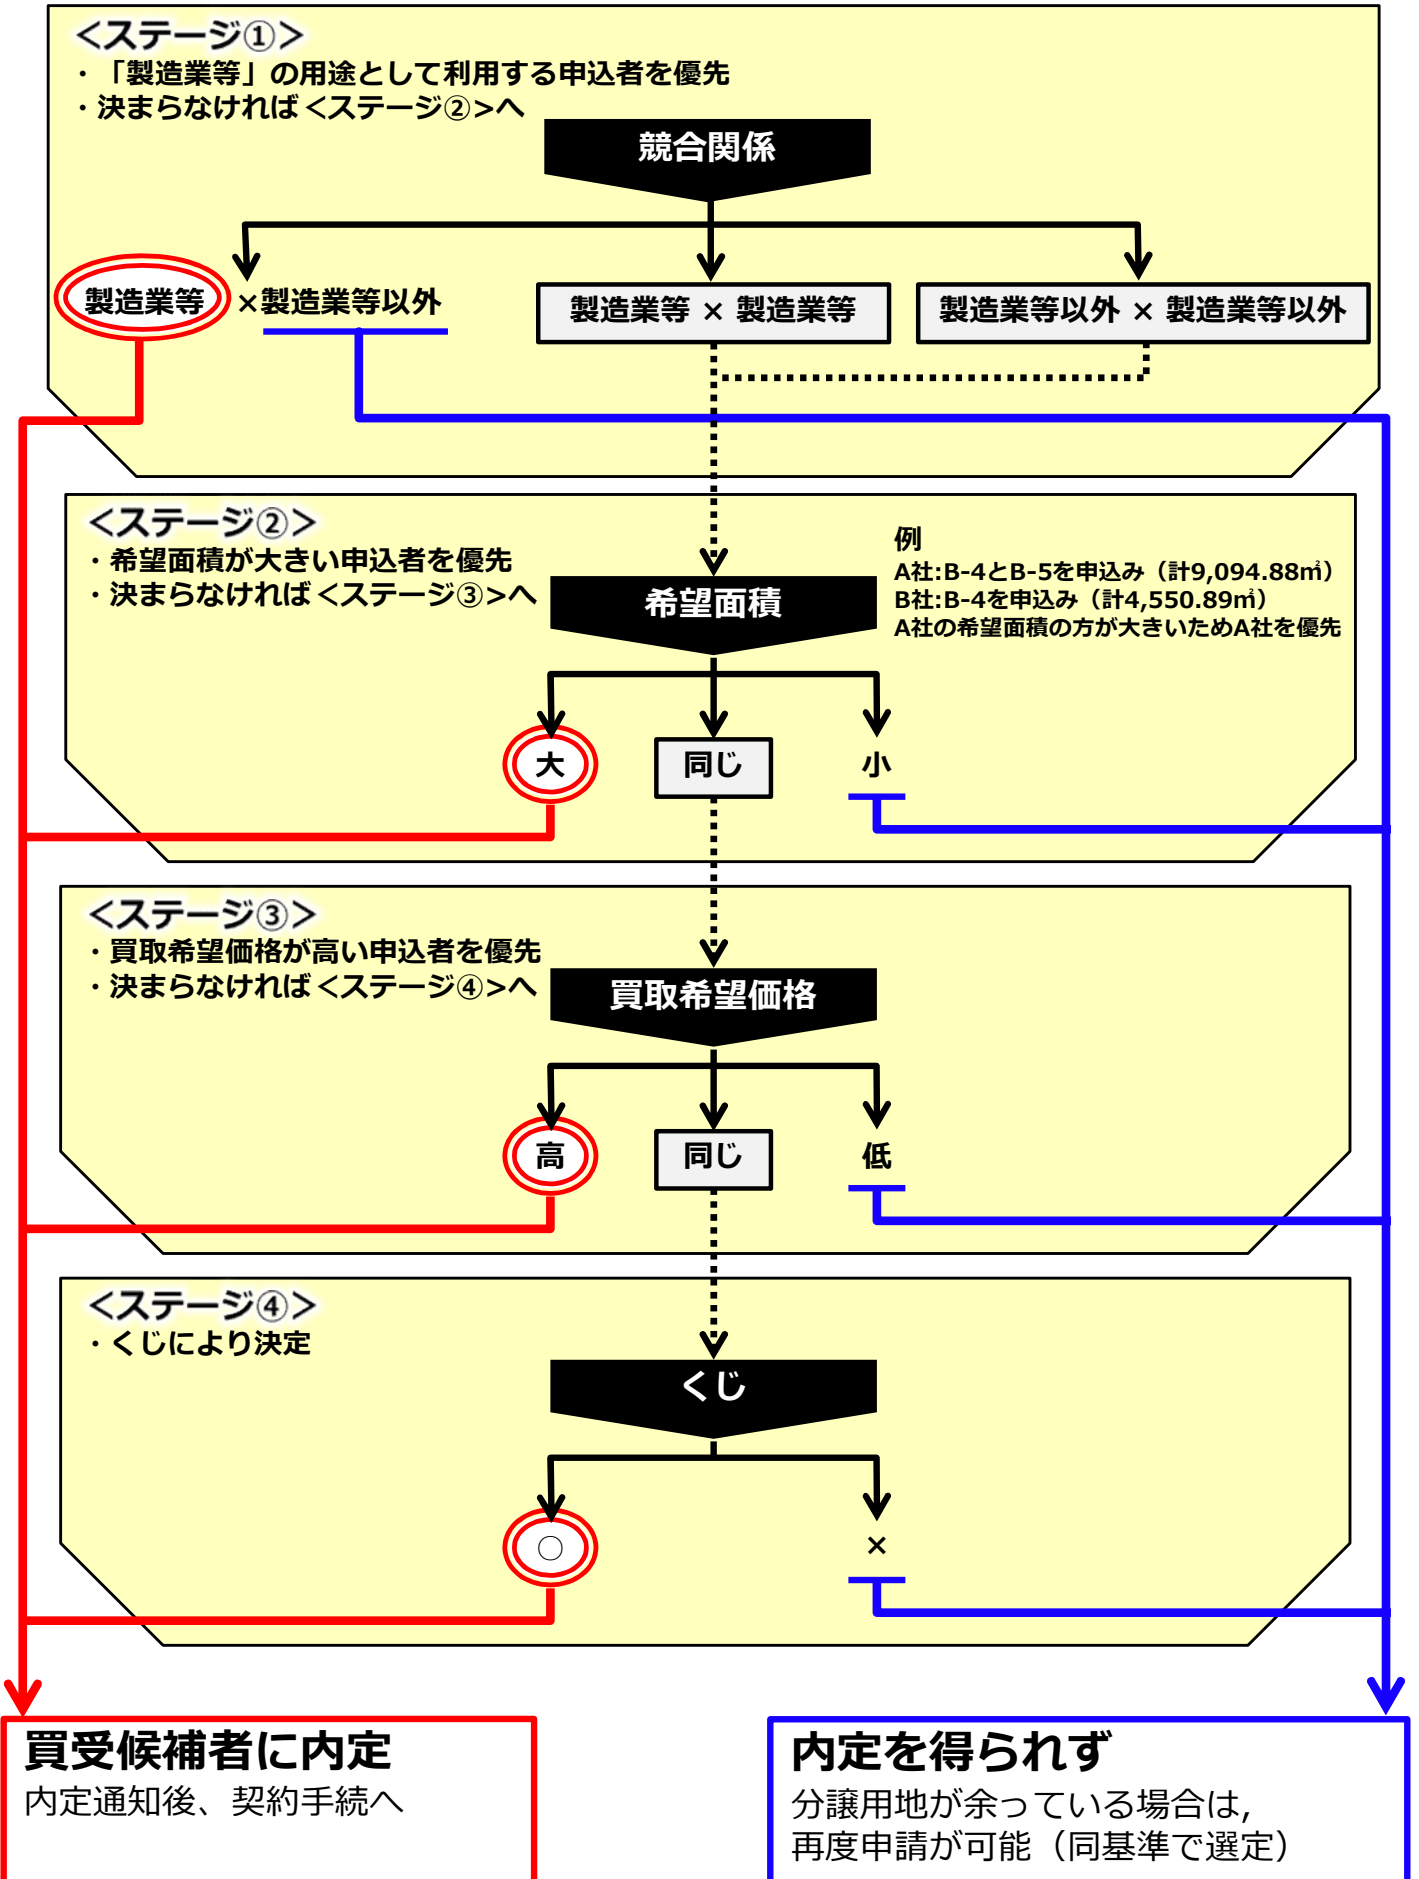 ＜ステージ①＞
・「製造業等」の用途として利用する申込者を優先
・決まらなければ<ステージ②>へ
競合関係
製造業等 ×製造業等以外
製造業等 × 製造業等
製造業等以外 × 製造業等以外
＜ステージ②＞
・希望面積が大きい申込者を優先
・決まらなければ<ステージ③>へ
希望面積
例
A社:B-4とB-5を申込み（計9,094.88㎡）
B社:B-4を申込み（計4,550.89㎡）
A社の希望面積の方が大きいためA社を優先
大
同じ
小
＜ステージ③＞
・買取希望価格が高い申込者を優先
・決まらなければ<ステージ④>へ
買取希望価格
高
同じ
低
＜ステージ④＞
・くじにより決定
くじ
○
×
買受候補者に内定
内定通知後、契約手続へ
内定を得られず
分譲用地が余っている場合は,
再度申請が可能（同基準で選定）